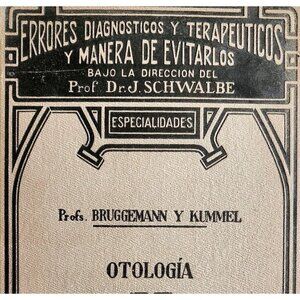 ERRORES DIAGNOSTICOS Y TERAPEUTICOS
Y MANERA DE EVITARLOS
BAJO LA DIRECCION DEL
Prof. Dr. J. SCHWALBE
ESPECIALIDADES
Profs. BRUGGEMANN Y KUMMEL
OTOLOGÍA